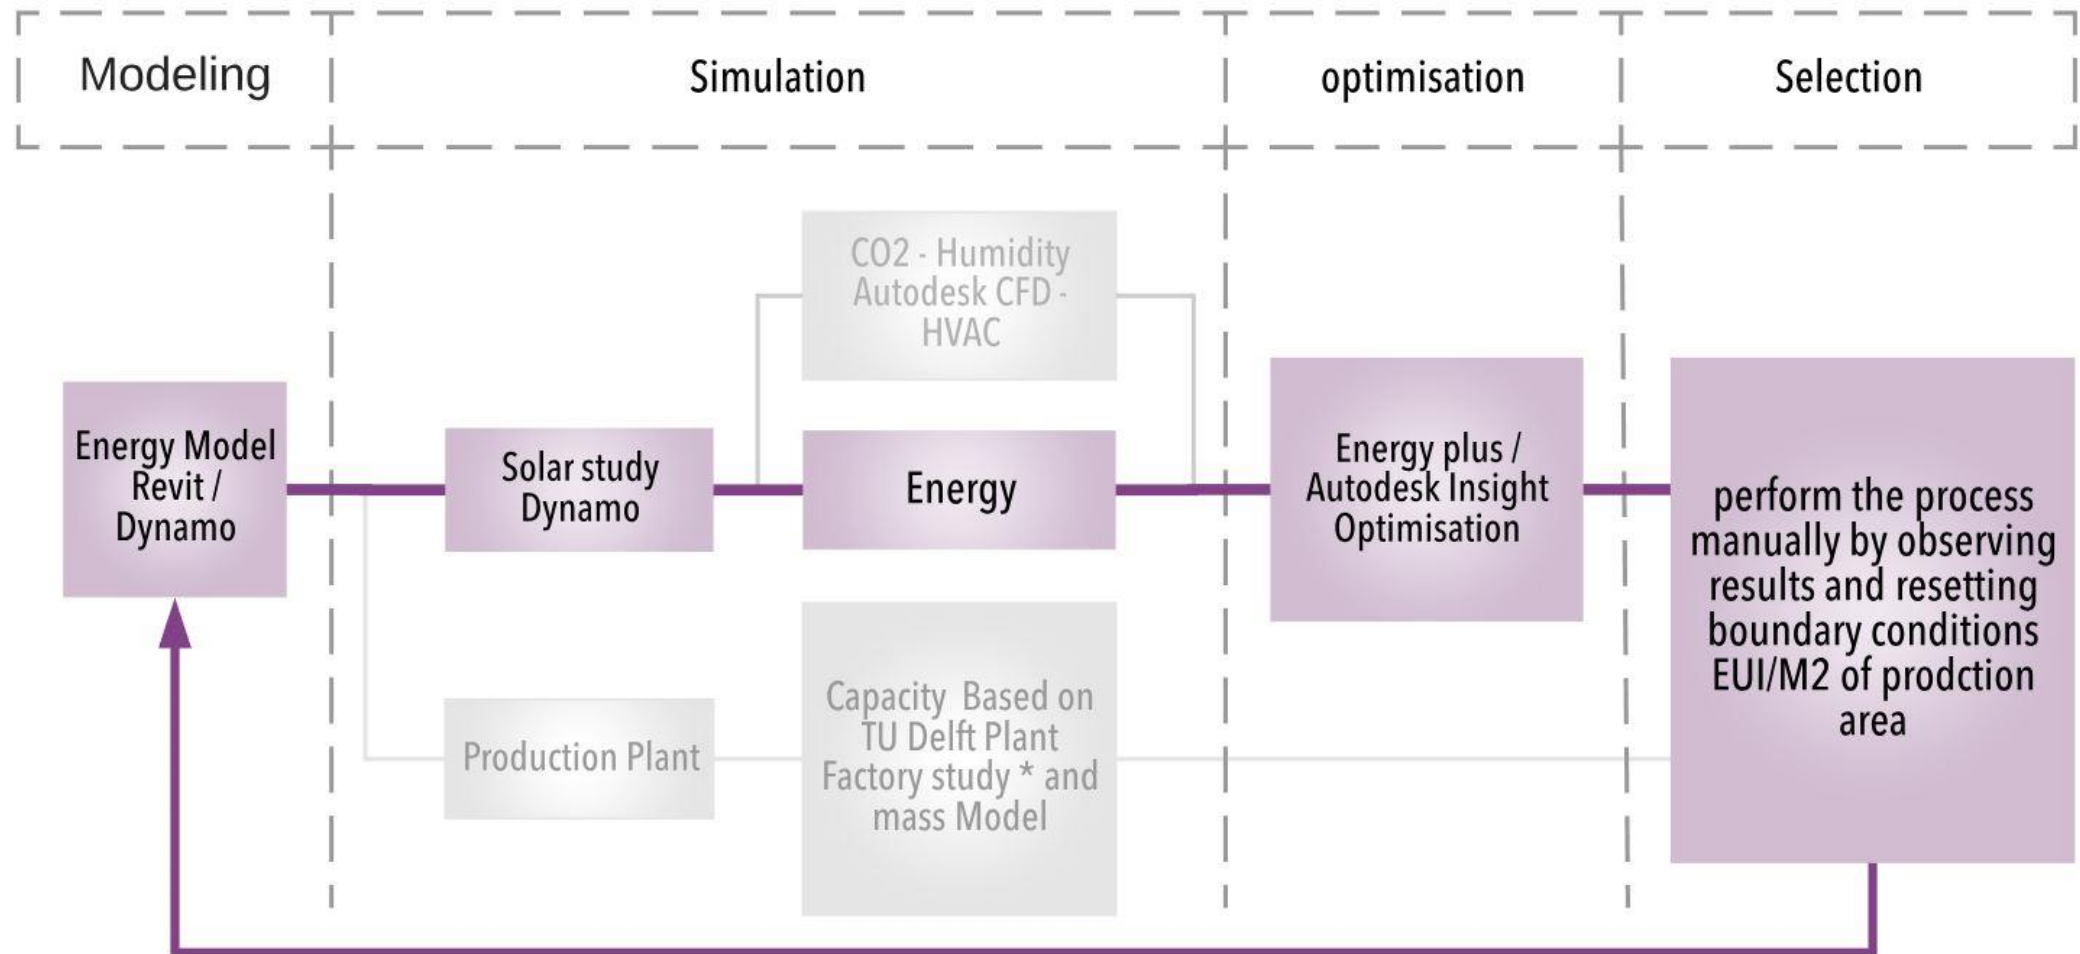 Modeling
Simulation
optimisation
Selection
CO2 - Humidity
Autodesk CFD -
HVAC
Energy Model
Revit /
Dynamo
Solar study
Dynamo
Energy
Energy plus /
Autodesk Insight
Optimisation
perform the process
manually by observing
results and resetting
boundary conditions
EUI/M2 of prodction
area
Production Plant
Capacity Based on
TU Delft Plant
Factory study * and
mass Model